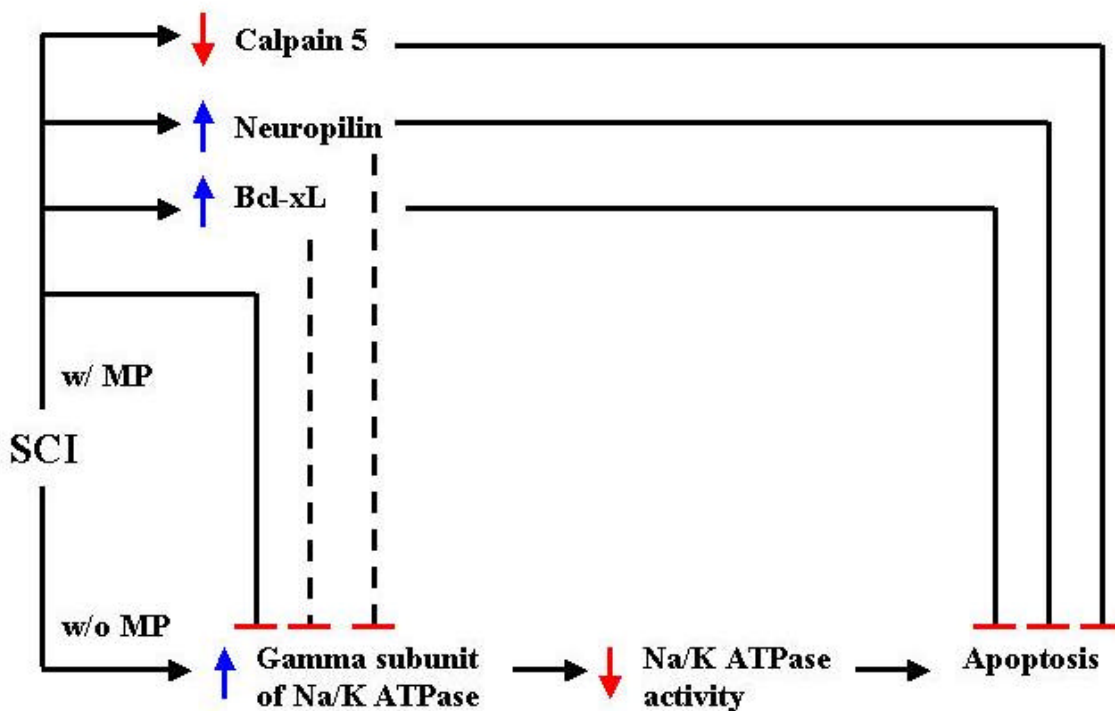 Calpain 5
Neuropilin
Bcl-xL
w/ MP
SCI
w/o MP
Gamma subunit
of Na/K ATPase
Na/K ATPase
activity
Apoptosis